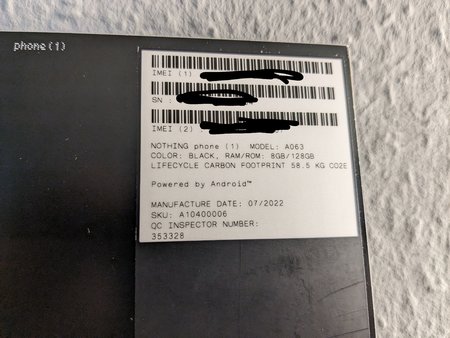 phone(1)
IMEI (1)
SN :
IMEI (2)
NOTHING phone (1) MODEL: A063
COLOR: BLACK, RAM/ROM: 8GB/128GB
LIFECYCLE CARBON FOOTPRINT 58.5 KG CO2E
Powered by Android™
MANUFACTURE DATE: 07/2022
SKU: A10400006
QC INSPECTOR NUMBER:
353328